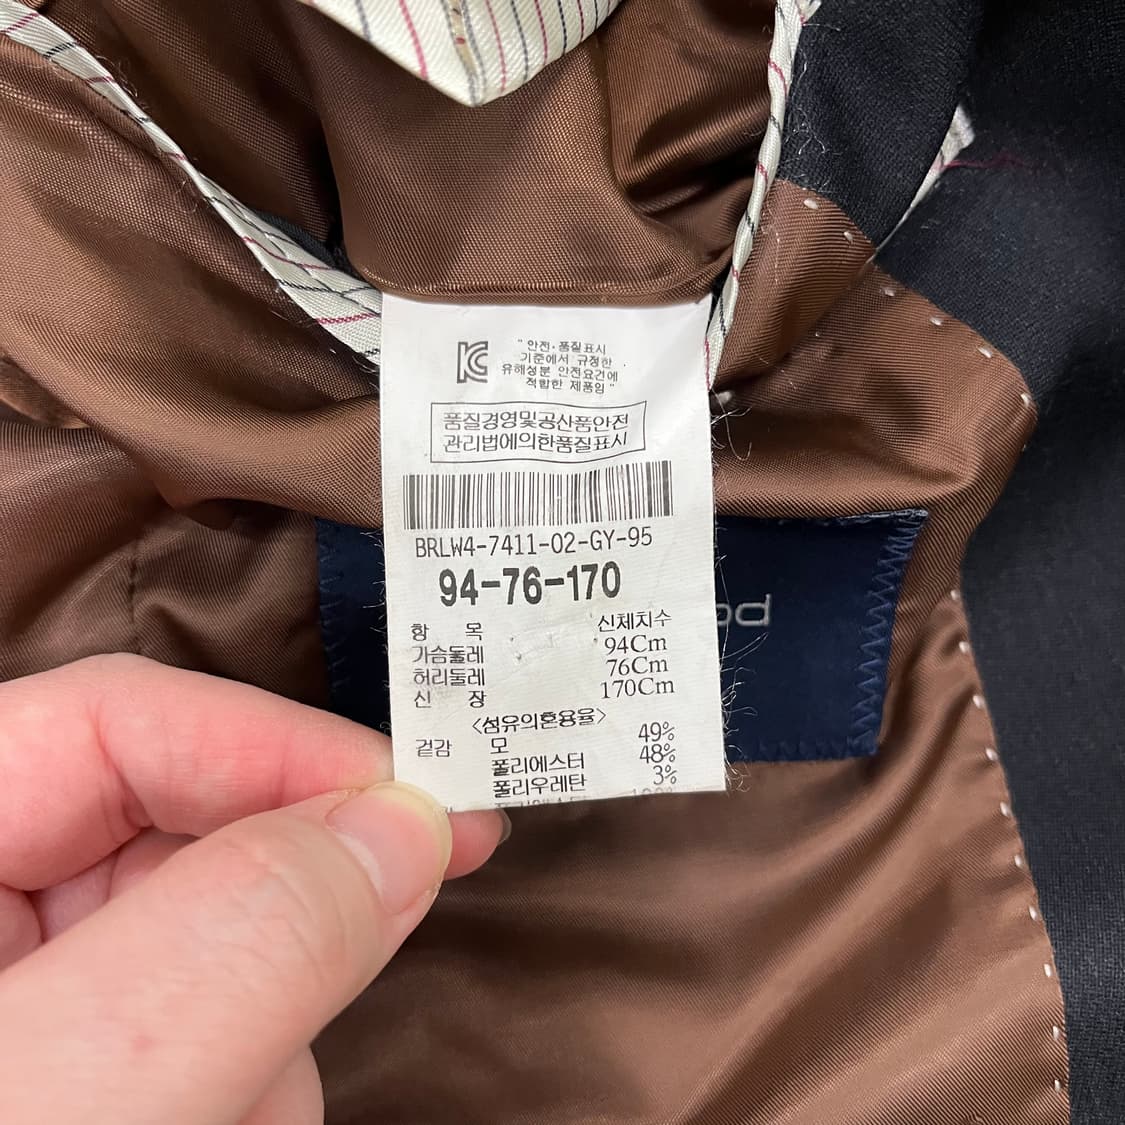 KC
" 안전·품질표시
기준에서 규정한
유해성분 안전요건에
적합한 제품임 "
품질경영및공산품안전
관리법에의한품질표시
BRLW4-7411-02-GY-95
94-76-170
항 목 신체치수
가슴둘레 94Cm
허리둘레 76Cm
신 장 170Cm
<섬유의혼용율>
겉감 모 49%
폴리에스터 48%
폴리우레탄 3%